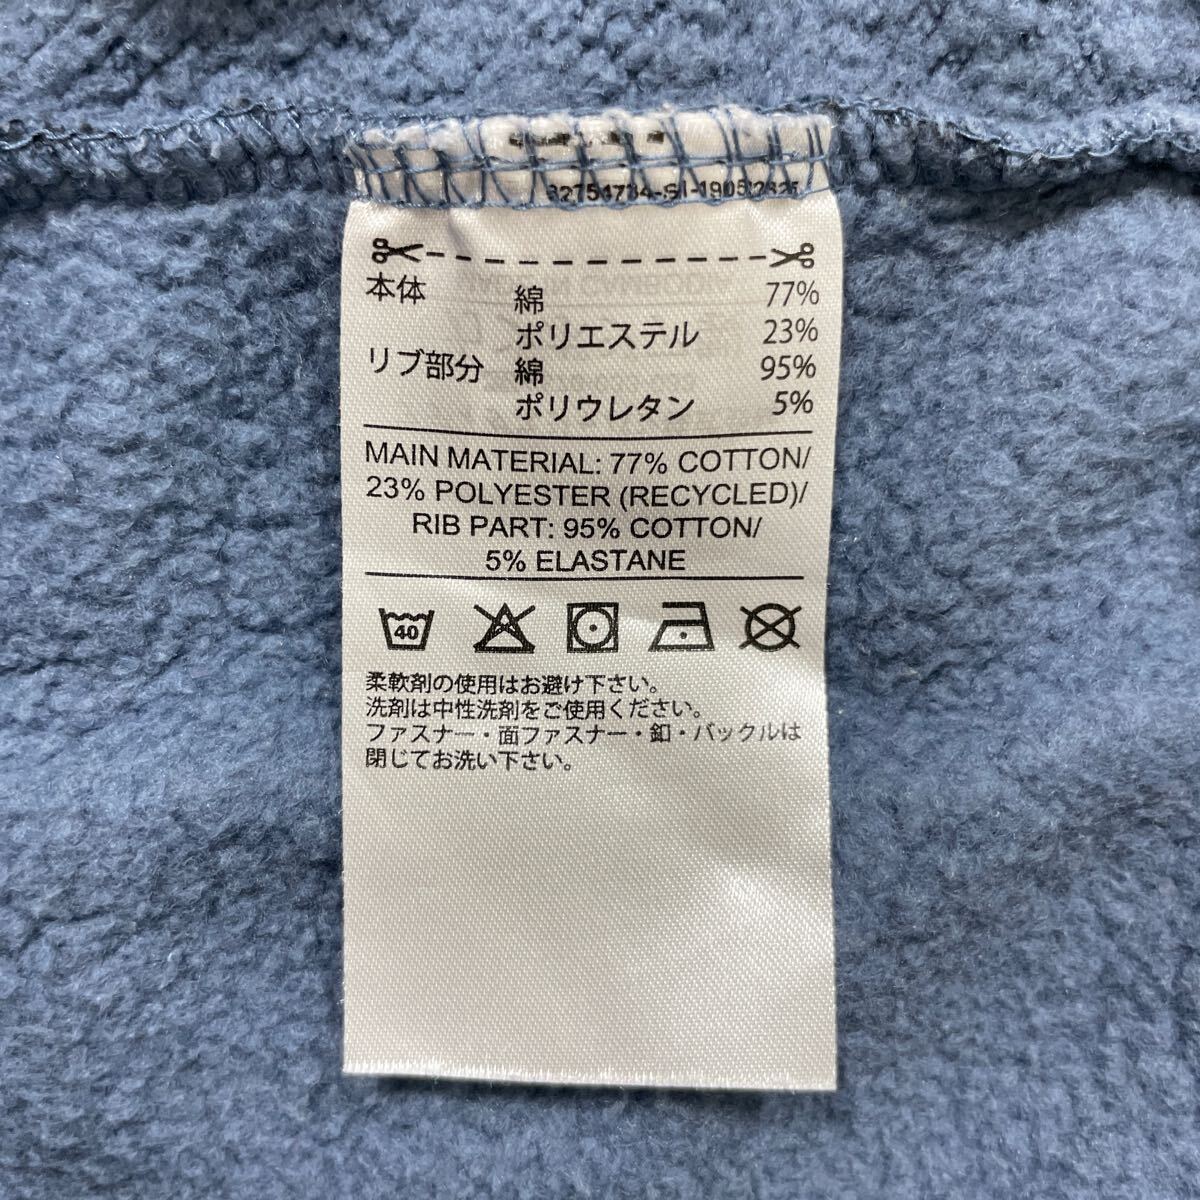 本体 綿 77%
ポリエステル 23%
リブ部分 綿 95%
ポリウレタン 5%
MAIN MATERIAL: 77% COTTON/
23% POLYESTER (RECYCLED)/
RIB PART: 95% COTTON/
5% ELASTANE
40
柔軟剤の使用はお避け下さい。
洗剤は中性洗剤をご使用ください。
ファスナー・面ファスナー・釦・バックルは
閉じてお洗い下さい。